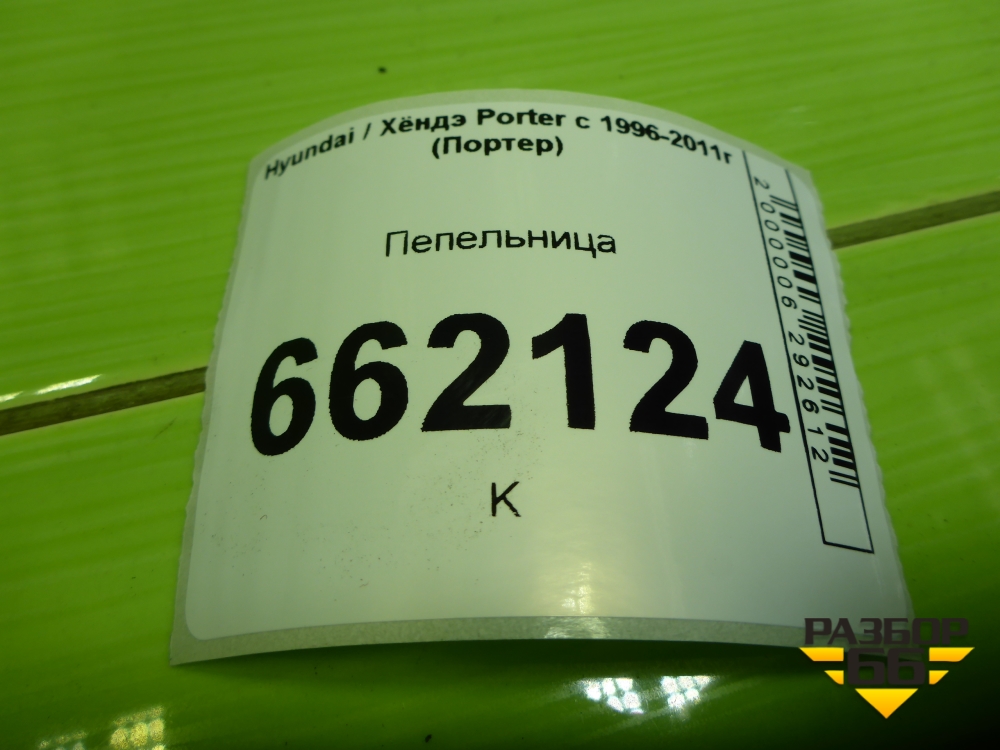 Hyundai / Хёндэ Porter с 1996-2011г
(Портер)
Пепельница
662124
К
2000006292612
РАЗБОР
66